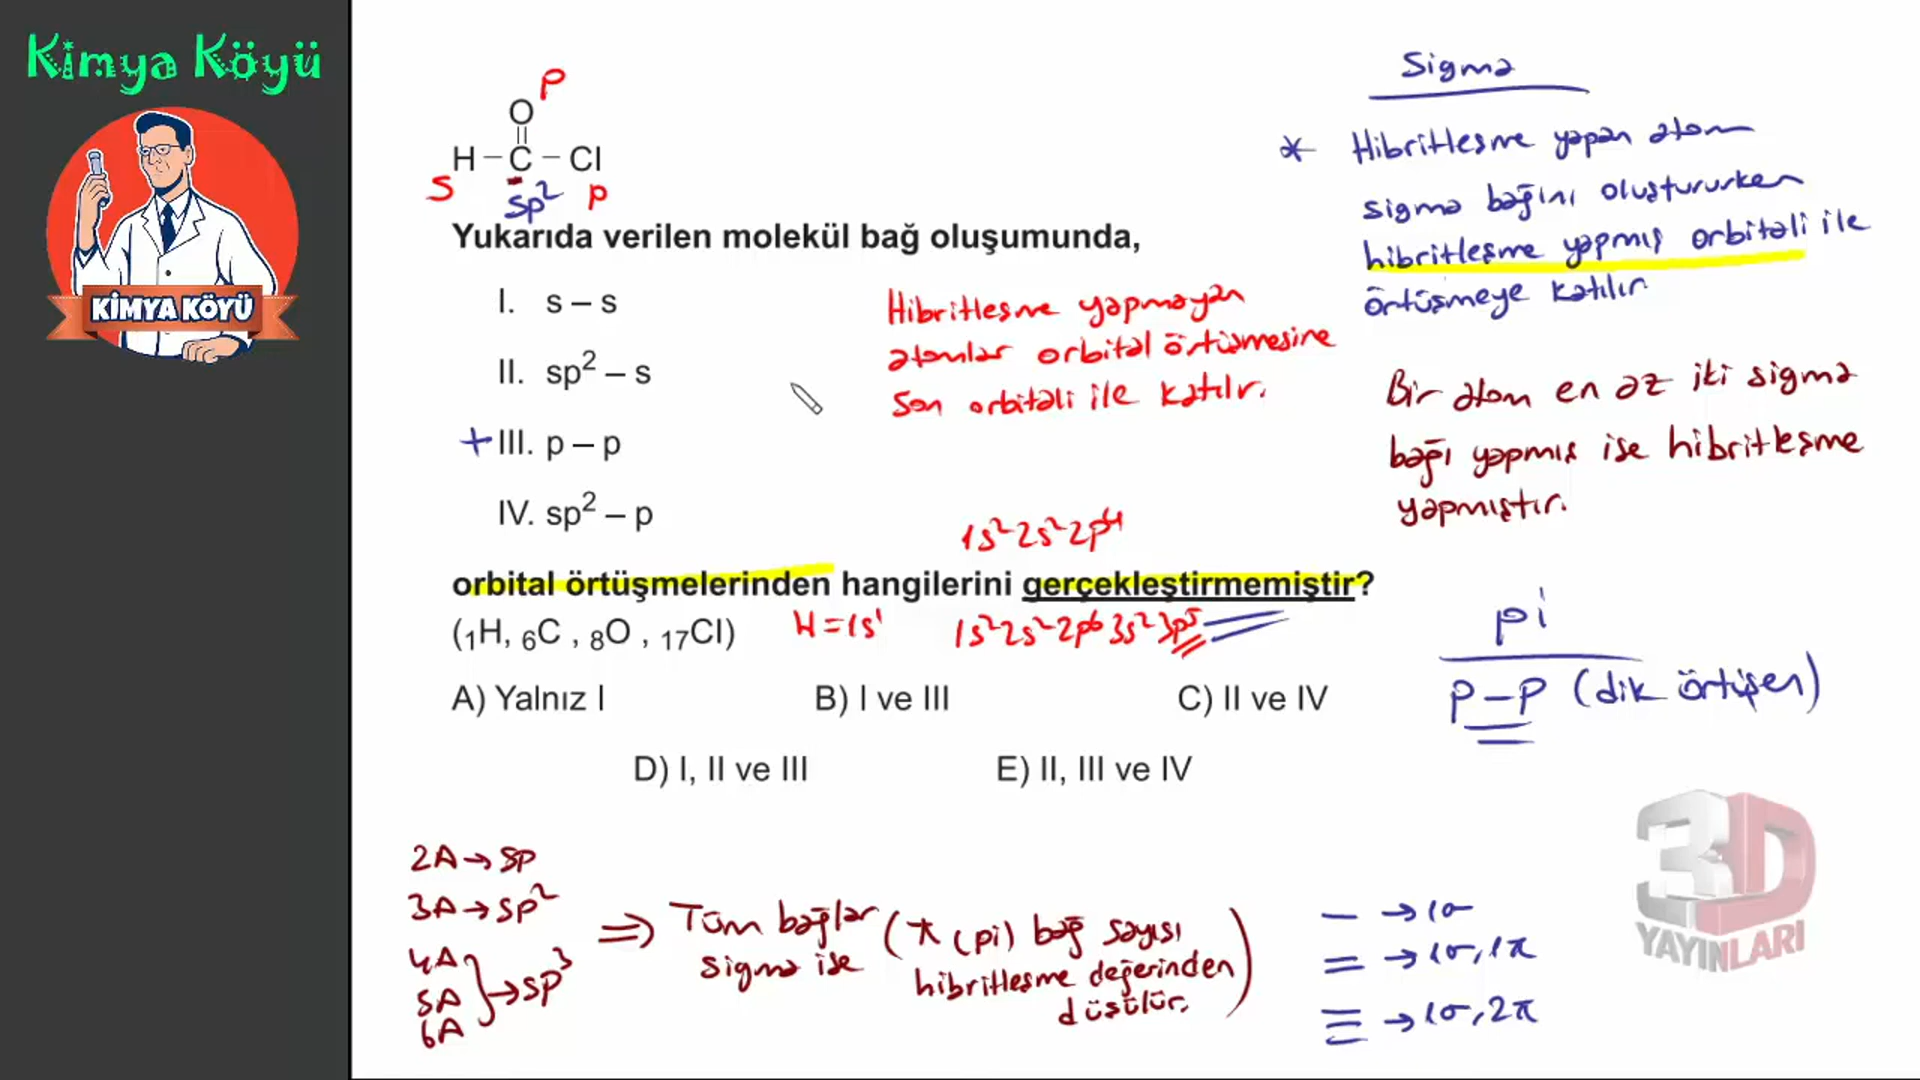 Kimya Köyü
KİMYA KÖYÜ
p
O
H – C – Cl
s sp² p
Yukarıda verilen molekül bağ oluşumunda,
I. s – s
II. sp² – s
+ III. p – p
IV. sp² – p
1s² 2s² 2p⁴
orbital örtüşmelerinden hangilerini gerçekleştirmemiştir?
(₁H, ₆C , ₈O , ₁₇Cl)
H = 1s¹
1s² 2s² 2p⁶ 3s² 3p⁵
A) Yalnız I B) I ve III C) II ve IV
D) I, II ve III E) II, III ve IV
Hibritleşme yapmayan
atomlar orbital örtüşmesine
son orbitali ile katılır.
Sigma
* Hibritleşme yapan atom
sigma bağını oluştururken
hibritleşme yapmış orbitali ile
örtüşmeye katılır
Bir atom en az iki sigma
bağı yapmış ise hibritleşme
yapmıştır.
pi
p – p (dik örtüşen)
2A → sp
3A → sp²
4A
5A → sp³
6A
⇒ Tüm bağlar
sigma ise
(* (pi) bağ sayısı
hibritleşme değerinden
düşülür.)
— → 1σ
= → 1σ, 1π
≡ → 1σ, 2π
3D
YAYINLARI